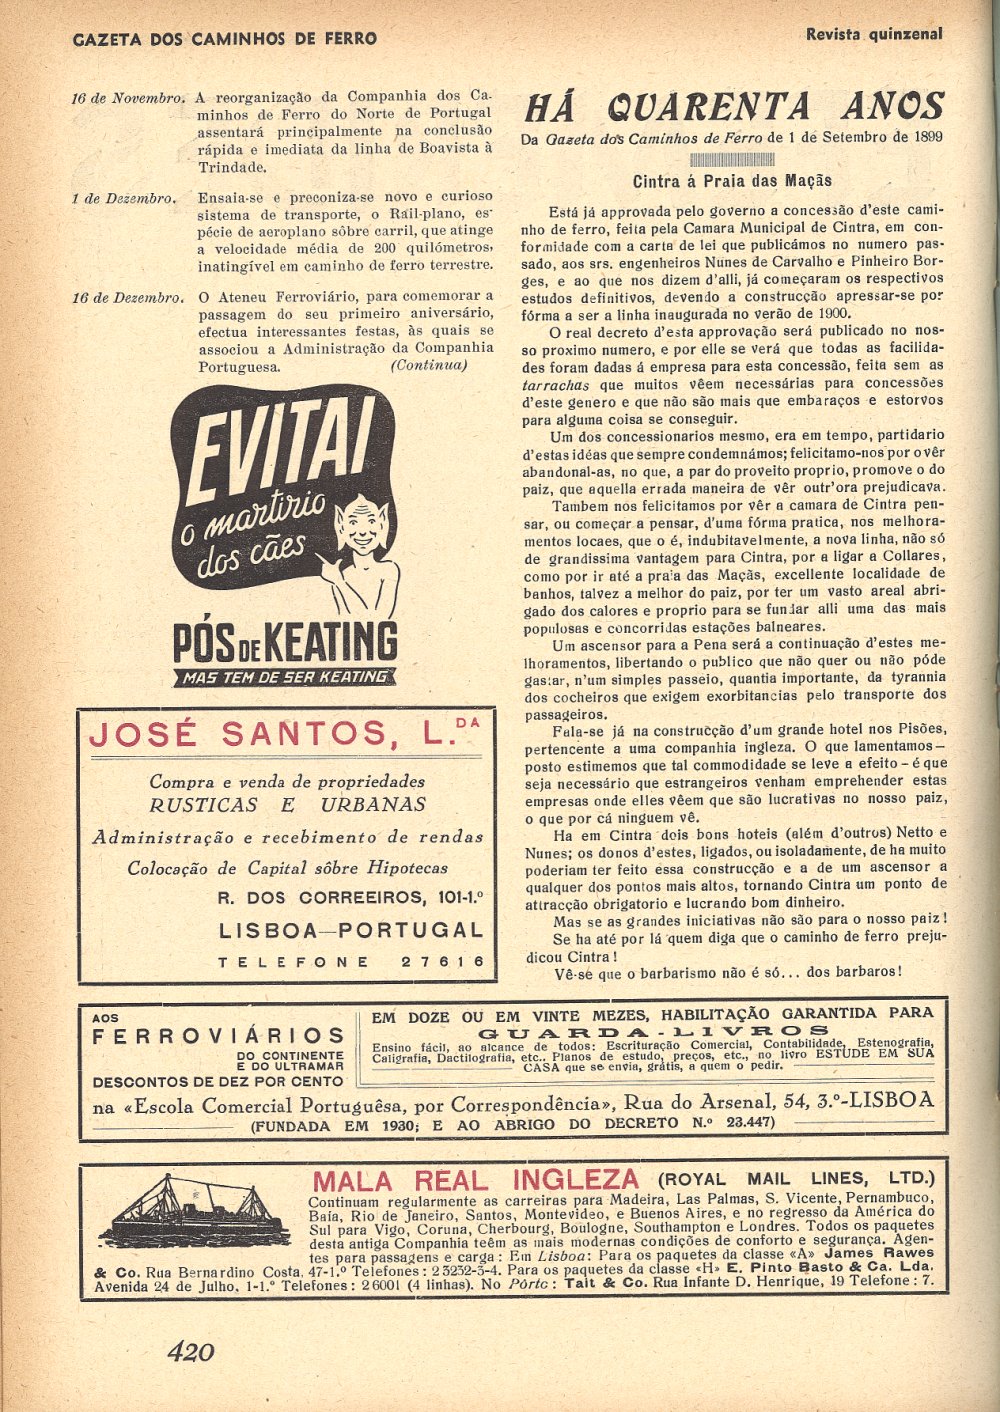 GAZETA DOS CAMINHOS DE FERRO
Revista quinzenal
16 de Novembro. A reorganização da Companhia dos Ca-
minhos de Ferro do Norte de Portugal
assentará principalmente na conclusão
rápida e imediata da linha de Boavista à
Trindade.
1 de Dezembro. Ensaia-se e preconiza-se novo e curioso
sistema de transporte, o Rail-plano, es-
pécie de aeroplano sôbre carril, que atinge
a velocidade média de 200 quilómetros,
inatingível em caminho de ferro terrestre.
16 de Dezembro. O Ateneu Ferroviário, para comemorar a
passagem do seu primeiro aniversário,
efectua interessantes festas, às quais se
associou a Administração da Companhia
Portuguesa. (Continua)
EVITAI
o martirio
dos cães
PÓS DE KEATING
MAS TEM DE SER KEATING
JOSÉ SANTOS, L.DA
Compra e venda de propriedades
RUSTICAS E URBANAS
Administração e recebimento de rendas
Colocação de Capital sôbre Hipotecas
R. DOS CORREEIROS, 101-1.º
LISBOA—PORTUGAL
TELEFONE 27616
HÁ QUARENTA ANOS
Da Gazeta dos Caminhos de Ferro de 1 de Setembro de 1899
Cintra á Praia das Maçãs
Está já approvada pelo governo a concessão d'este cami-
nho de ferro, feita pela Camara Municipal de Cintra, em con-
formidade com a carta de lei que publicámos no numero pas-
sado, aos srs. engenheiros Nunes de Carvalho e Pinheiro Bor-
ges, e ao que nos dizem d'alli, já começaram os respectivos
estudos definitivos, devendo a construcção apressar-se por
fórma a ser a linha inaugurada no verão de 1900.
O real decreto d'esta approvação será publicado no nos-
so proximo numero, e por elle se verá que todas as facilida-
des foram dadas á empresa para esta concessão, feita sem as
tarrachas que muitos vêem necessárias para concessões
d'este genero e que não são mais que embaraços e estorvos
para alguma coisa se conseguir.
Um dos concessionarios mesmo, era em tempo, partidario
d'estas idéas que sempre condemnámos; felicitamo-nos por o vêr
abandonal-as, no que, a par do proveito proprio, promove o do
paiz, que aquella errada maneira de vêr outr'ora prejudicava.
Tambem nos felicitamos por vêr a camara de Cintra pen-
sar, ou começar a pensar, d'uma fórma pratica, nos melhora-
mentos locaes, que o é, indubitavelmente, a nova linha, não só
de grandissima vantagem para Cintra, por a ligar a Collares,
como por ir até a praia das Maçãs, excellente localidade de
banhos, talvez a melhor do paiz, por ter um vasto areal abri-
gado dos calores e proprio para se fundar alli uma das mais
populosas e concorridas estações balneares.
Um ascensor para a Pena será a continuação d'estes me-
lhoramentos, libertando o publico que não quer ou não póde
gastar, n'um simples passeio, quantia importante, da tyrannia
dos cocheiros que exigem exorbitancias pelo transporte dos
passageiros.
Fala-se já na construcção d'um grande hotel nos Pisões,
pertencente a uma companhia ingleza. O que lamentamos—
posto estimemos que tal commodidade se leve a efeito – é que
seja necessário que estrangeiros venham emprehender estas
empresas onde elles vêem que são lucrativas no nosso paiz,
o que por cá ninguem vê.
Ha em Cintra dois bons hoteis (além d'outros) Netto e
Nunes; os donos d'estes, ligados, ou isoladamente, de ha muito
poderiam ter feito essa construcção e a de um ascensor a
qualquer dos pontos mais altos, tornando Cintra um ponto de
attracção obrigatorio e lucrando bom dinheiro.
Mas se as grandes iniciativas não são para o nosso paiz!
Se ha até por lá quem diga que o caminho de ferro preju-
dicou Cintra!
Vê-se que o barbarismo não é só... dos barbaros!
AOS
FERROVIÁRIOS
DO CONTINENTE
E DO ULTRAMAR
DESCONTOS DE DEZ POR CENTO
EM DOZE OU EM VINTE MEZES, HABILITAÇÃO GARANTIDA PARA
GUARDA-LIVROS
Ensino fácil, ao alcance de todos: Escrituração Comercial, Contabilidade, Estenografia,
Caligrafia, Dactilografia, etc.. Planos de estudo, preços, etc., no livro ESTUDE EM SUA
CASA que se envia, grátis, a quem o pedir.
na «Escola Comercial Portuguêsa, por Correspondência», Rua do Arsenal, 54, 3.º-LISBOA
(FUNDADA EM 1930; E AO ABRIGO DO DECRETO N.º 23.447)
MALA REAL INGLEZA (ROYAL MAIL LINES, LTD.)
Continuam regularmente as carreiras para Madeira, Las Palmas, S. Vicente, Pernambuco,
Baía, Rio de Janeiro, Santos, Montevideo, e Buenos Aires, e no regresso da América do
Sul para Vigo, Coruna, Cherbourg, Boulogne, Southampton e Londres. Todos os paquetes
desta antiga Companhia teêm as mais modernas condições de conforto e segurança. Agen-
tes para passagens e carga: Em Lisboa: Para os paquetes da classe «A» James Rawes
& Co. Rua Bernardino Costa, 47-1.º Telefones: 23232-3-4. Para os paquetes da classe «H» E. Pinto Basto & Ca. Lda.
Avenida 24 de Julho, 1-1.º Telefones: 26001 (4 linhas). No Pôrto: Tait & Co. Rua Infante D. Henrique, 19 Telefone: 7.
420